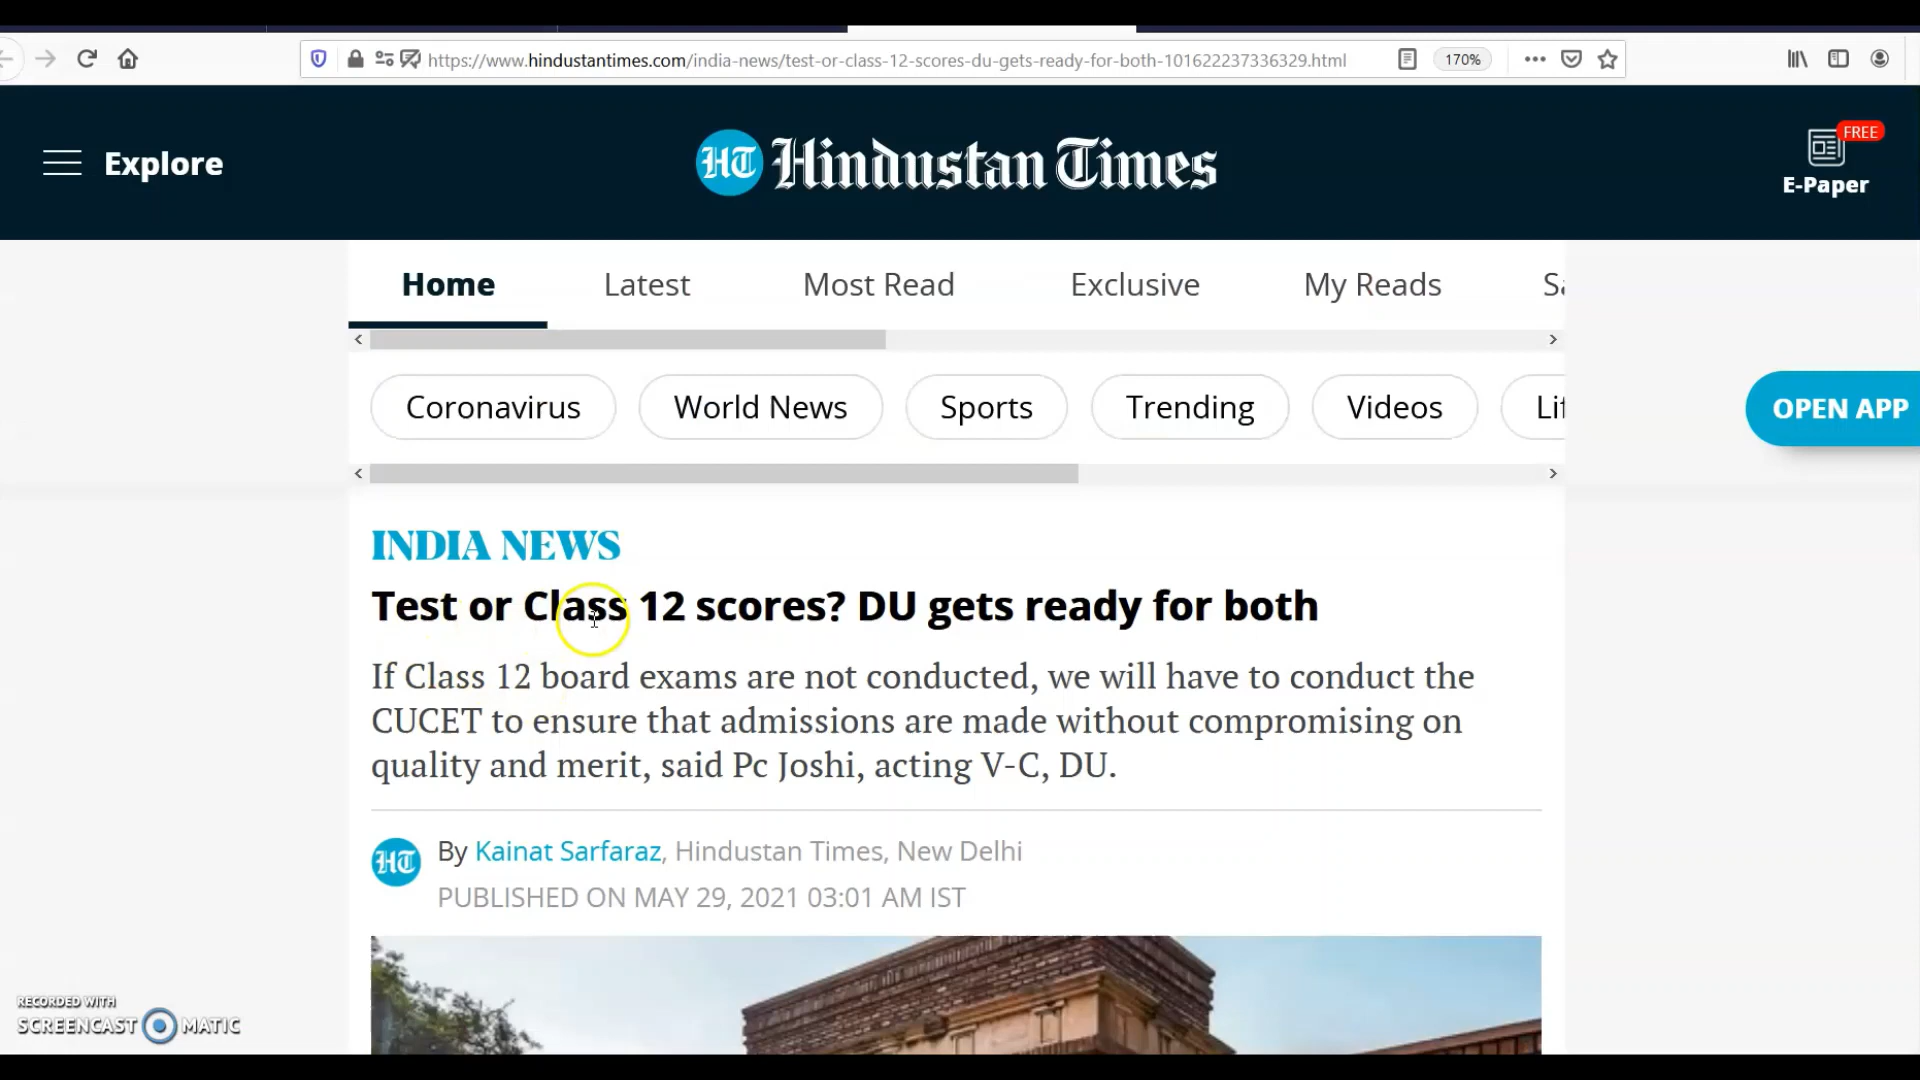 https://www.hindustantimes.com/india-news/test-or-class-12-scores-du-gets-ready-for-both-101622237336329.html
170%
Explore
HT Hindustan Times
FREE
E-Paper
Home
Latest
Most Read
Exclusive
My Reads
Coronavirus
World News
Sports
Trending
Videos
OPEN APP
INDIA NEWS
Test or Class 12 scores? DU gets ready for both
If Class 12 board exams are not conducted, we will have to conduct the
CUCET to ensure that admissions are made without compromising on
quality and merit, said Pc Joshi, acting V-C, DU.
HT
By Kainat Sarfaraz, Hindustan Times, New Delhi
PUBLISHED ON MAY 29, 2021 03:01 AM IST
RECORDED WITH
SCREENCAST MATIC